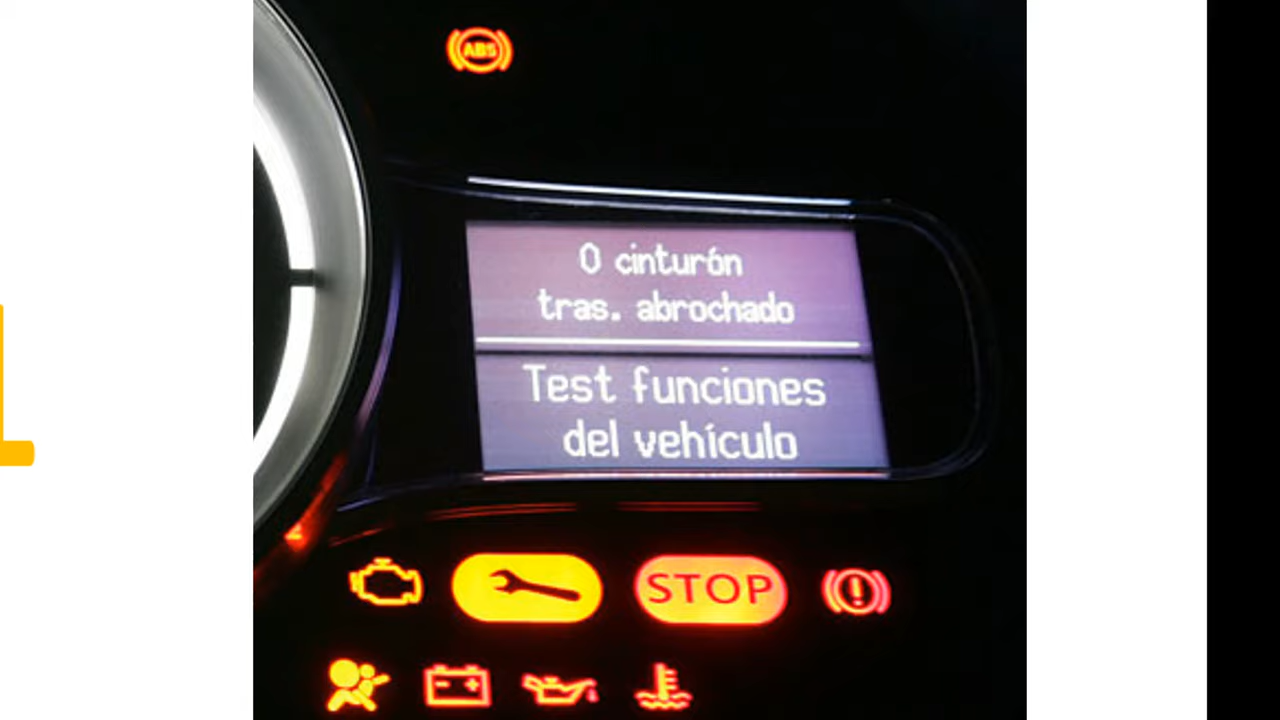 ABS
0 cinturón
tras. abrochado
Test funciones
del vehículo
STOP